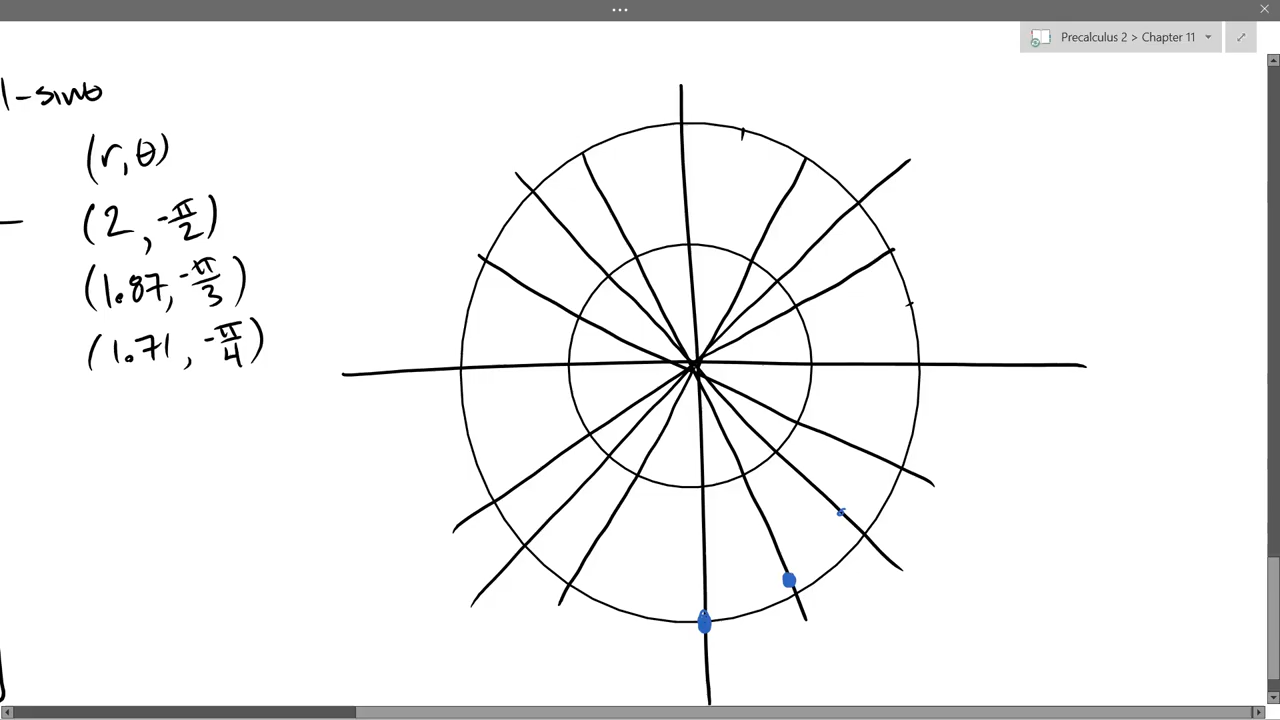 Precalculus 2 > Chapter 11
1-sinθ
(r, θ)
(2, -π/2)
(1.87, -π/3)
(1.71, -π/4)